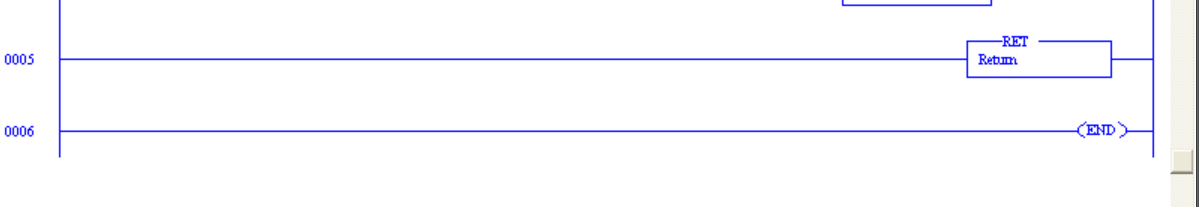 RET
0005
Return
0006
(END)